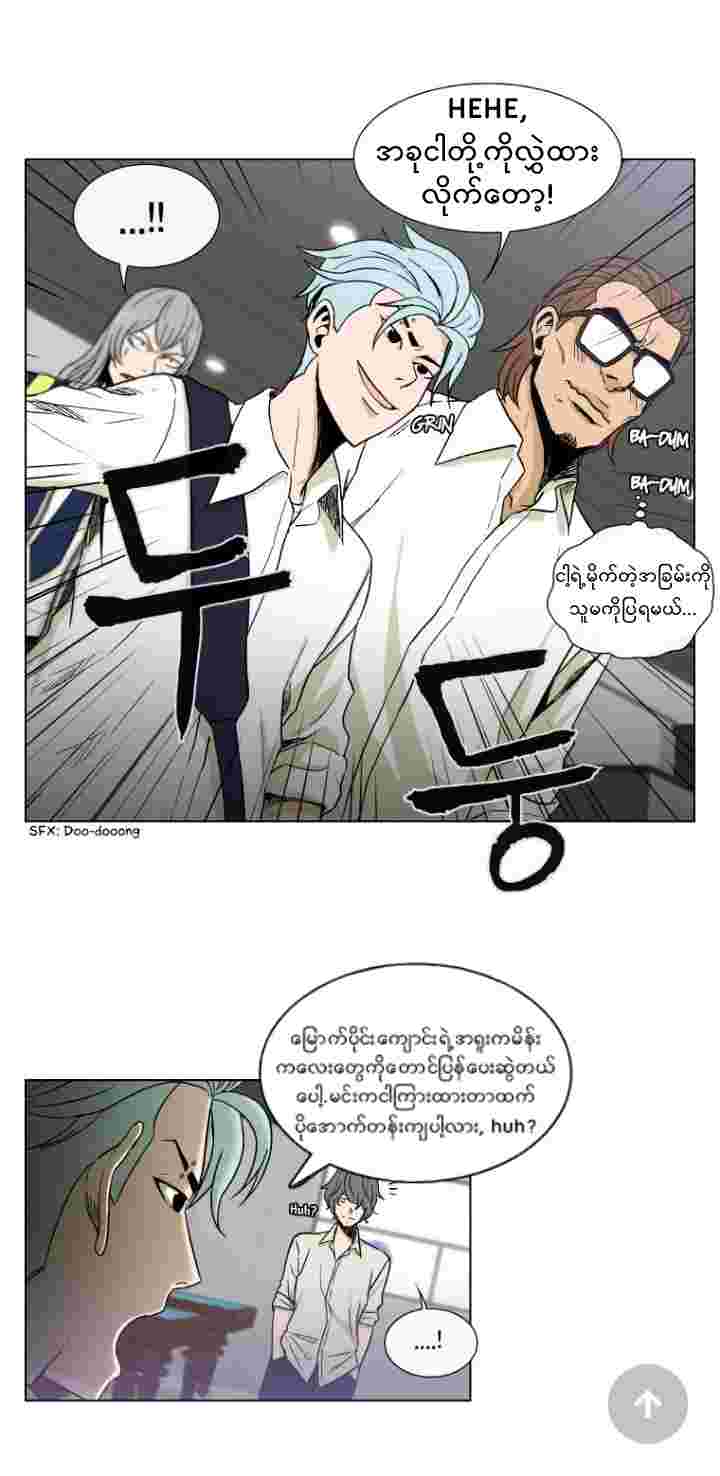 HEHE,
အခုငါတို့ကိုလွှဲထား
လိုက်တော့!
...!!
GRIN
BA-DUM
BA-DUM
ငါ့ရဲ့မိုက်တဲ့အခြမ်းကို
သူမကိုပြရမယ်...
두
둥
SFX: Doo-dooong
မြောက်ပိုင်းကျောင်းရဲ့အရူးကမိန်း
ကလေးတွေကိုတောင်ပြန်ပေးဆွဲတယ်
ပေါ့.မင်းကငါကြားထားတာထက်
ပိုအောက်တန်းကျပါ့လား, huh?
Huh?
....!